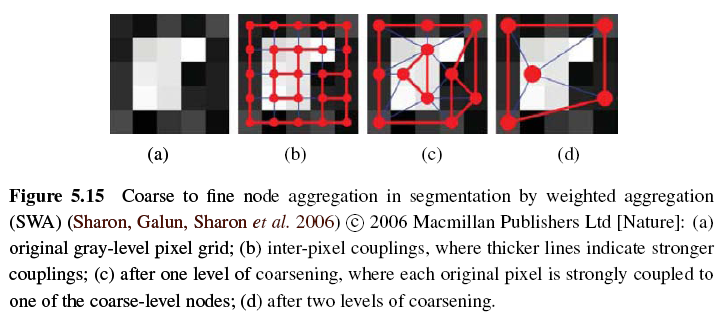 (a) (b) (c) (d)
Figure 5.15 Coarse to fine node aggregation in segmentation by weighted aggregation
(SWA) (Sharon, Galun, Sharon et al. 2006) © 2006 Macmillan Publishers Ltd [Nature]: (a)
original gray-level pixel grid; (b) inter-pixel couplings, where thicker lines indicate stronger
couplings; (c) after one level of coarsening, where each original pixel is strongly coupled to
one of the coarse-level nodes; (d) after two levels of coarsening.